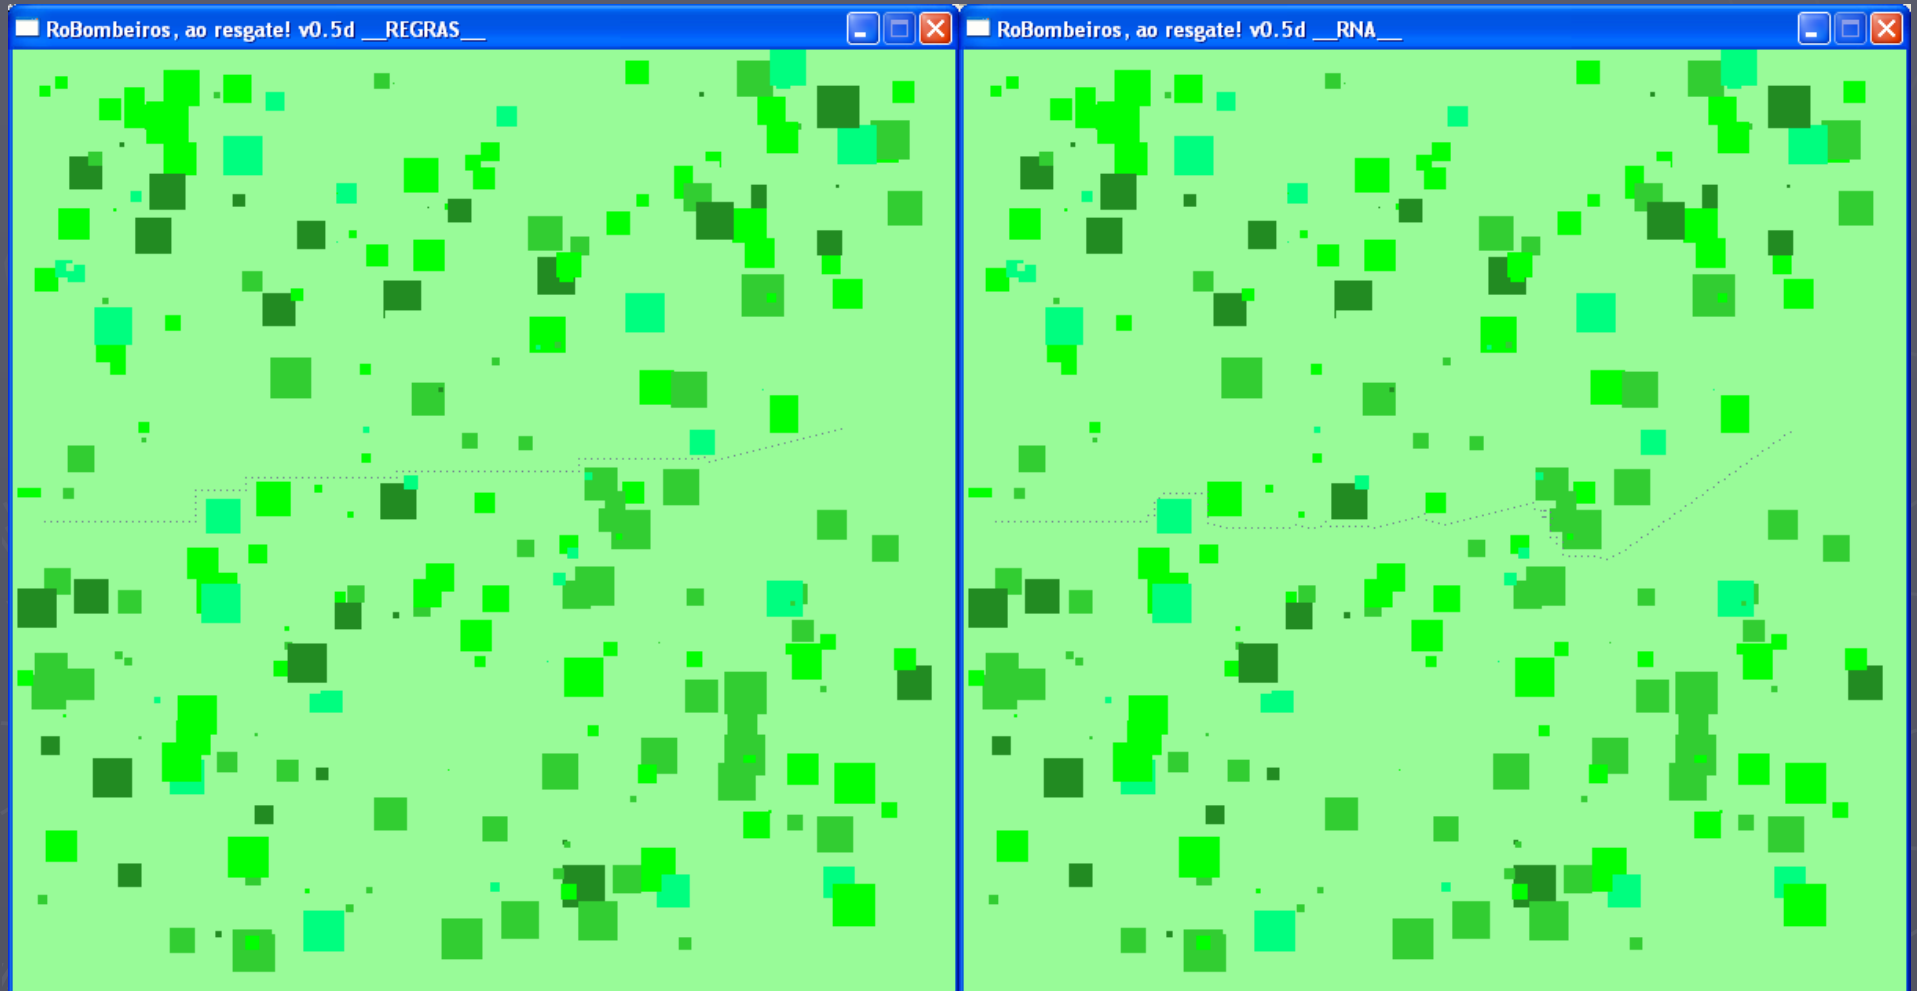 RoBombeiros, ao resgate! v0.5d __REGRAS__
RoBombeiros, ao resgate! v0.5d __RNA__